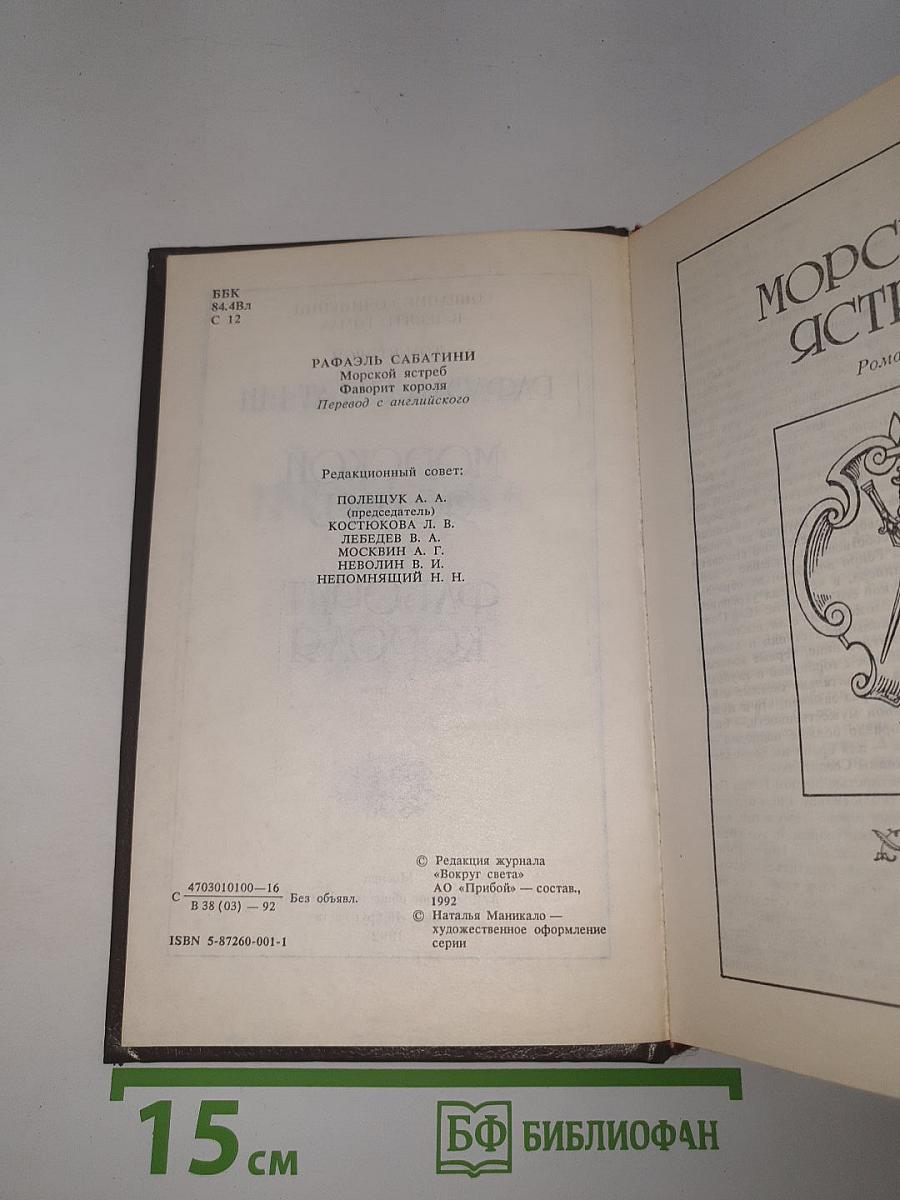 ББК
84.4Вл
С 12
РАФАЭЛЬ САБАТИНИ
Морской ястреб
Фаворит короля
Перевод с английского
Редакционный совет:
ПОЛЕЩУК А. А.
(председатель)
КОСТЮКОВА Л. В.
ЛЕБЕДЕВ В. А.
МОСКВИН А. Г.
НЕВОЛИН В. И.
НЕПОМНЯЩИЙ Н. Н.
С 4703010100—16
В 38 (03) — 92 Без объявл.
ISBN 5-87260-001-1
© Редакция журнала
«Вокруг света»
АО «Прибой» — состав.,
1992
© Наталья Маникало —
художественное оформление
серии
МОРС
ЯСТР
Рома
15 см
БФ БИБЛИОФАН